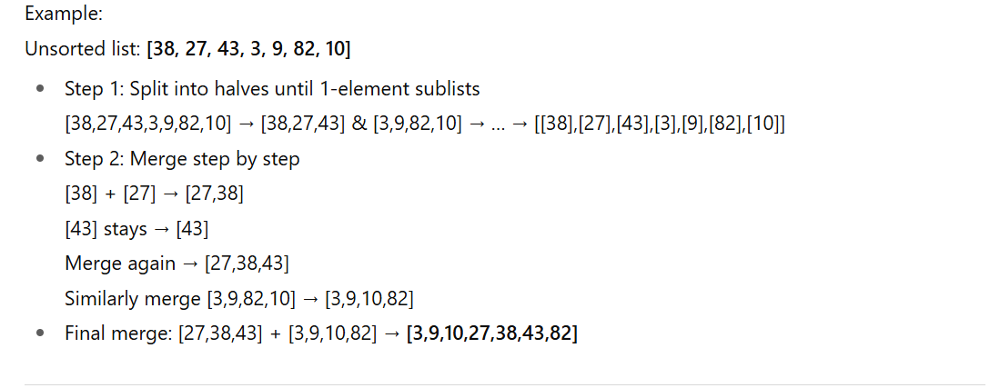 Example:
Unsorted list: [38, 27, 43, 3, 9, 82, 10]
• Step 1: Split into halves until 1-element sublists
[38,27,43,3,9,82,10] → [38,27,43] & [3,9,82,10] → … → [[38],[27],[43],[3],[9],[82],[10]]
• Step 2: Merge step by step
[38] + [27] → [27,38]
[43] stays → [43]
Merge again → [27,38,43]
Similarly merge [3,9,82,10] → [3,9,10,82]
• Final merge: [27,38,43] + [3,9,10,82] → [3,9,10,27,38,43,82]